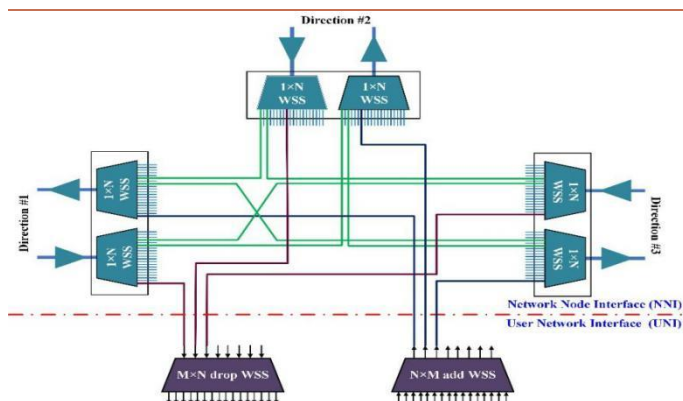 Direction #2
1×N
WSS
1×N
WSS
1×N
WSS
1×N
WSS
Direction #1
1×N
WSS
1×N
WSS
Direction #3
Network Node Interface (NNI)
User Network Interface (UNI)
M×N drop WSS
N×M add WSS